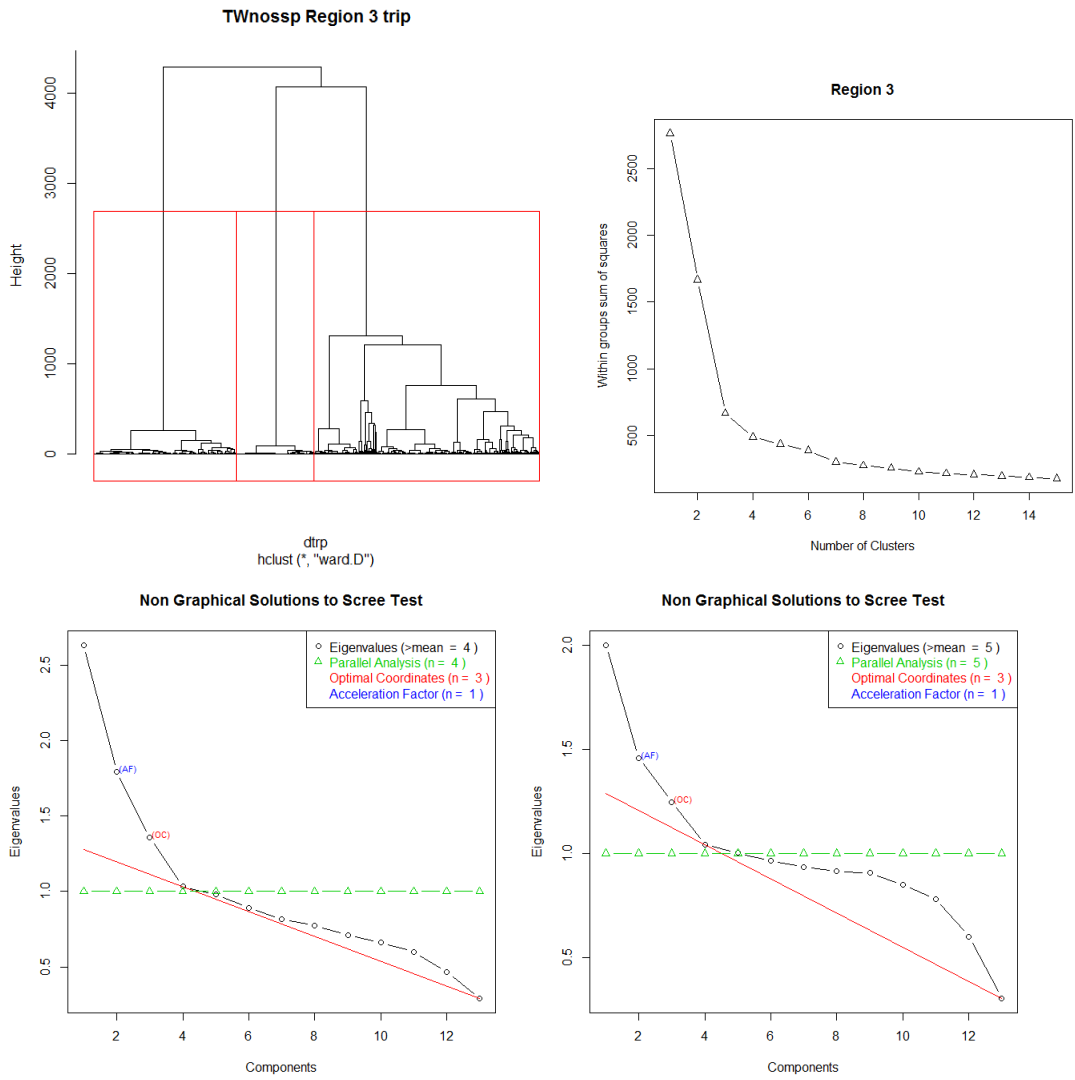 TWnossp Region 3 trip
Height
0
1000
2000
3000
4000
dtrp
hclust (*, "ward.D")
Region 3
Within groups sum of squares
500
1000
1500
2000
2500
2 4 6 8 10 12 14
Number of Clusters
Non Graphical Solutions to Scree Test
Eigenvalues
0.5
1.0
1.5
2.0
2.5
Eigenvalues (>mean = 4 )
Parallel Analysis (n = 4 )
Optimal Coordinates (n = 3 )
Acceleration Factor (n = 1 )
(AF)
(OC)
2 4 6 8 10 12
Components
Non Graphical Solutions to Scree Test
Eigenvalues
0.5
1.0
1.5
2.0
Eigenvalues (>mean = 5 )
Parallel Analysis (n = 5 )
Optimal Coordinates (n = 3 )
Acceleration Factor (n = 1 )
(AF)
(OC)
2 4 6 8 10 12
Components